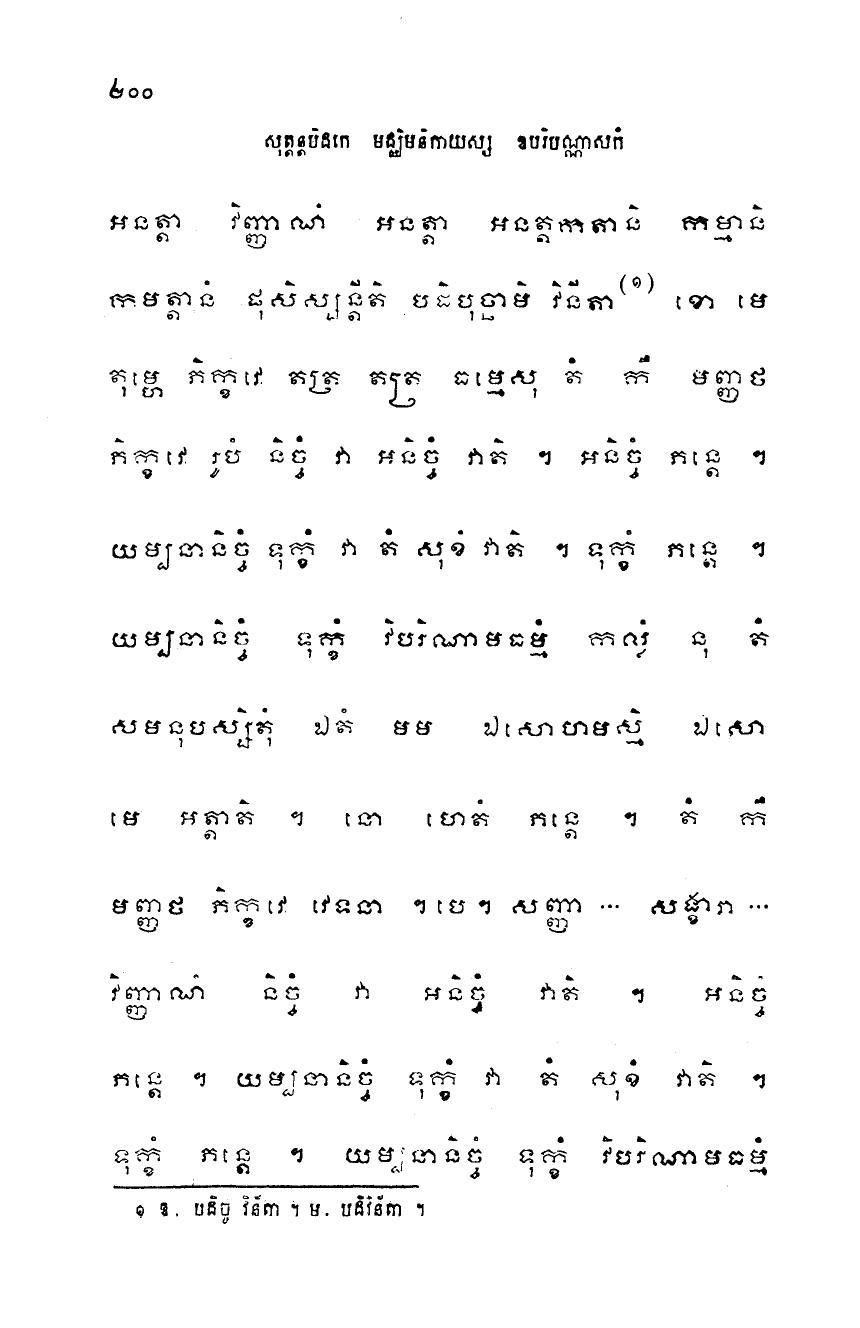 ២០០
សុត្តន្តបិដកេ មជ្ឈិមនិកាយស្ស ឧបរិបណ្ណាសកំ
អនត្តា វិញ្ញាណំ អនត្តា អនត្តកតានិ កម្មានិ
កមត្តានំ ផុសិស្សន្តីតិ បដិបុច្ឆាមិ វិនីតា(១) ខោ មេ
តុម្ហេ ភិក្ខវេ តត្រ តត្រ ធម្មេសុ តំ កឹ មញ្ញថ
ភិក្ខវេ រូបំ និច្ចំ វា អនិច្ចំ វាតិ ។ អនិច្ចំ ភន្តេ ។
យម្បនានិច្ចំ ទុក្ខំ វា តំ សុខំ វាតិ ។ ទុក្ខំ ភន្តេ ។
យម្បនានិច្ចំ ទុក្ខំ វិបរិណាមធម្មំ កល្លំ នុ តំ
សមនុបស្សិតុំ ឯតំ មម ឯសោហមស្មិ ឯសោ
មេ អត្តាតិ ។ នោ ហេតំ ភន្តេ ។ តំ កឹ
មញ្ញថ ភិក្ខវេ វេទនា ។បេ។ សញ្ញា ... សង្ខារា ...
វិញ្ញាណំ និច្ចំ វា អនិច្ចំ វាតិ ។ អនិច្ចំ
ភន្តេ ។ យម្បនានិច្ចំ ទុក្ខំ វា តំ សុខំ វាតិ ។
ទុក្ខំ ភន្តេ ។ យម្បនានិច្ចំ ទុក្ខំ វិបរិណាមធម្មំ
១ ឱ. បដិច្ច វិនីតា ។ ម. បដិវិនីតា ។